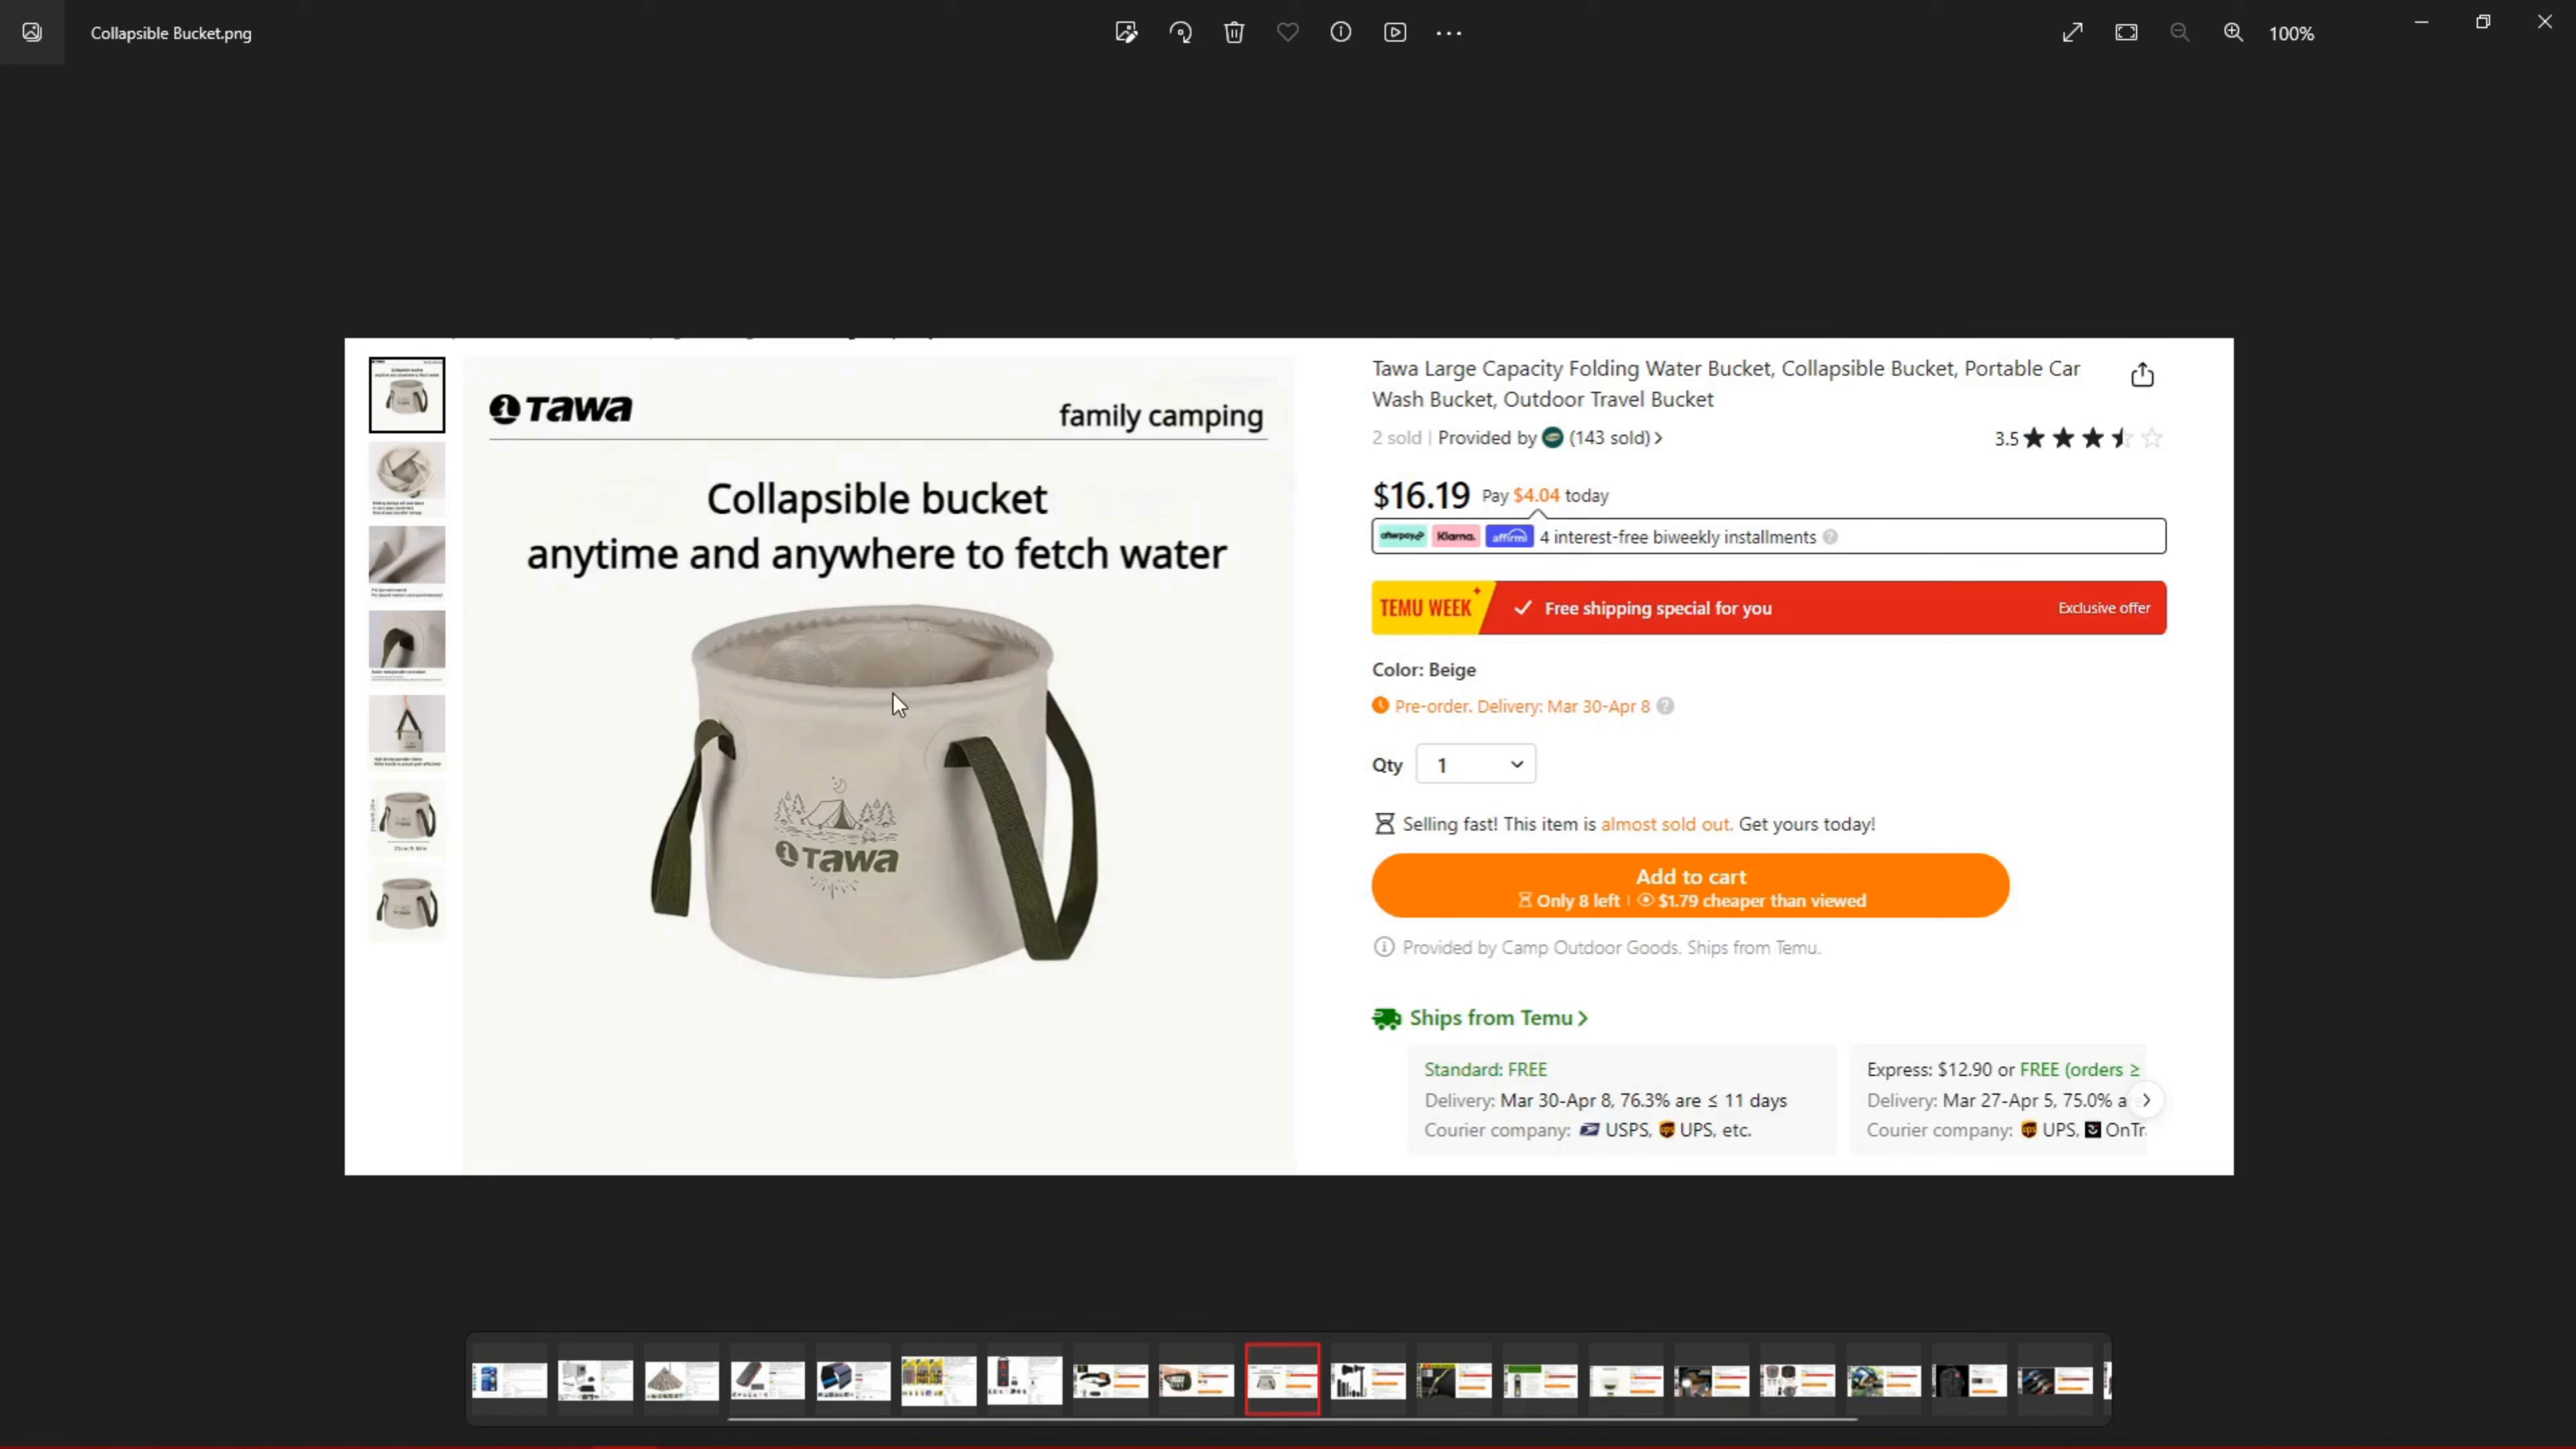 Collapsible Bucket.png
100%
TAWA
family camping
Collapsible bucket
anytime and anywhere to fetch water
TAWA
Tawa Large Capacity Folding Water Bucket, Collapsible Bucket, Portable Car
Wash Bucket, Outdoor Travel Bucket
2 sold | Provided by (143 sold) >
3.5
$16.19 Pay $4.04 today
afterpay Klarna. affirm 4 interest-free biweekly installments
TEMU WEEK Free shipping special for you Exclusive offer
Color: Beige
Pre-order. Delivery: Mar 30-Apr 8
Qty 1
Selling fast! This item is almost sold out. Get yours today!
Add to cart
Only 8 left | $1.79 cheaper than viewed
Provided by Camp Outdoor Goods. Ships from Temu.
Ships from Temu >
Standard: FREE
Delivery: Mar 30-Apr 8, 76.3% are ≤ 11 days
Courier company: USPS, UPS, etc.
Express: $12.90 or FREE (orders ≥
Delivery: Mar 27-Apr 5, 75.0% a
Courier company: UPS, OnTr